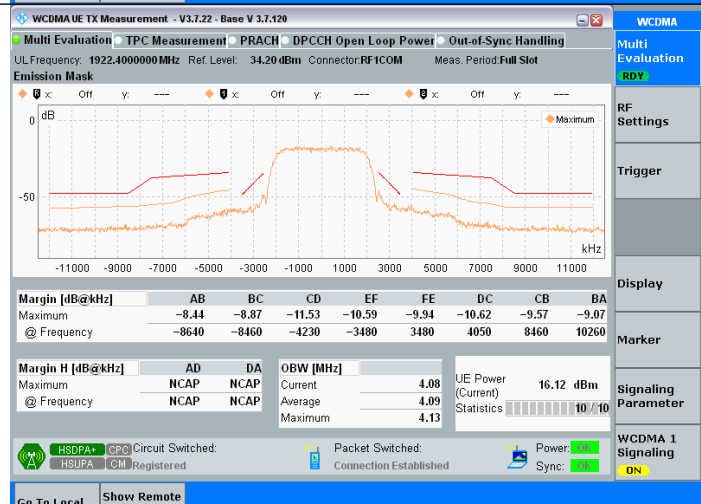 WCDMA UE TX Measurement - V3.7.22 - Base V 3.7.120
WCDMA
Multi Evaluation TPC Measurement PRACH DPCCH Open Loop Power Out-of-Sync Handling
Multi
Evaluation
RDY
UL Frequency: 1922.4000000 MHz Ref. Level: 34.20 dBm Connector:RF1COM Meas. Period:Full Slot
Emission Mask
x: Off y: --- x: Off y: --- x: Off y: ---
dB
Maximum
0
-50
kHz
-11000 -9000 -7000 -5000 -3000 -1000 1000 3000 5000 7000 9000 11000
RF
Settings
Trigger
Display
Marker
Signaling
Parameter
WCDMA 1
Signaling
ON
Margin [dB@kHz] AB BC CD EF FE DC CB BA
Maximum −8.44 −8.87 −11.53 −10.59 −9.94 −10.62 −9.57 −9.07
@ Frequency −8640 −8460 −4230 −3480 3480 4050 8460 10260
Margin H [dB@kHz] AD DA
Maximum NCAP NCAP
@ Frequency NCAP NCAP
OBW [MHz]
Current 4.08
Average 4.09
Maximum 4.13
UE Power
(Current) 16.12 dBm
Statistics 10 / 10
HSDPA+ CPC Circuit Switched: Packet Switched: Power: OK
HSUPA CM Registered Connection Established Sync: OK
Go To Local Show Remote